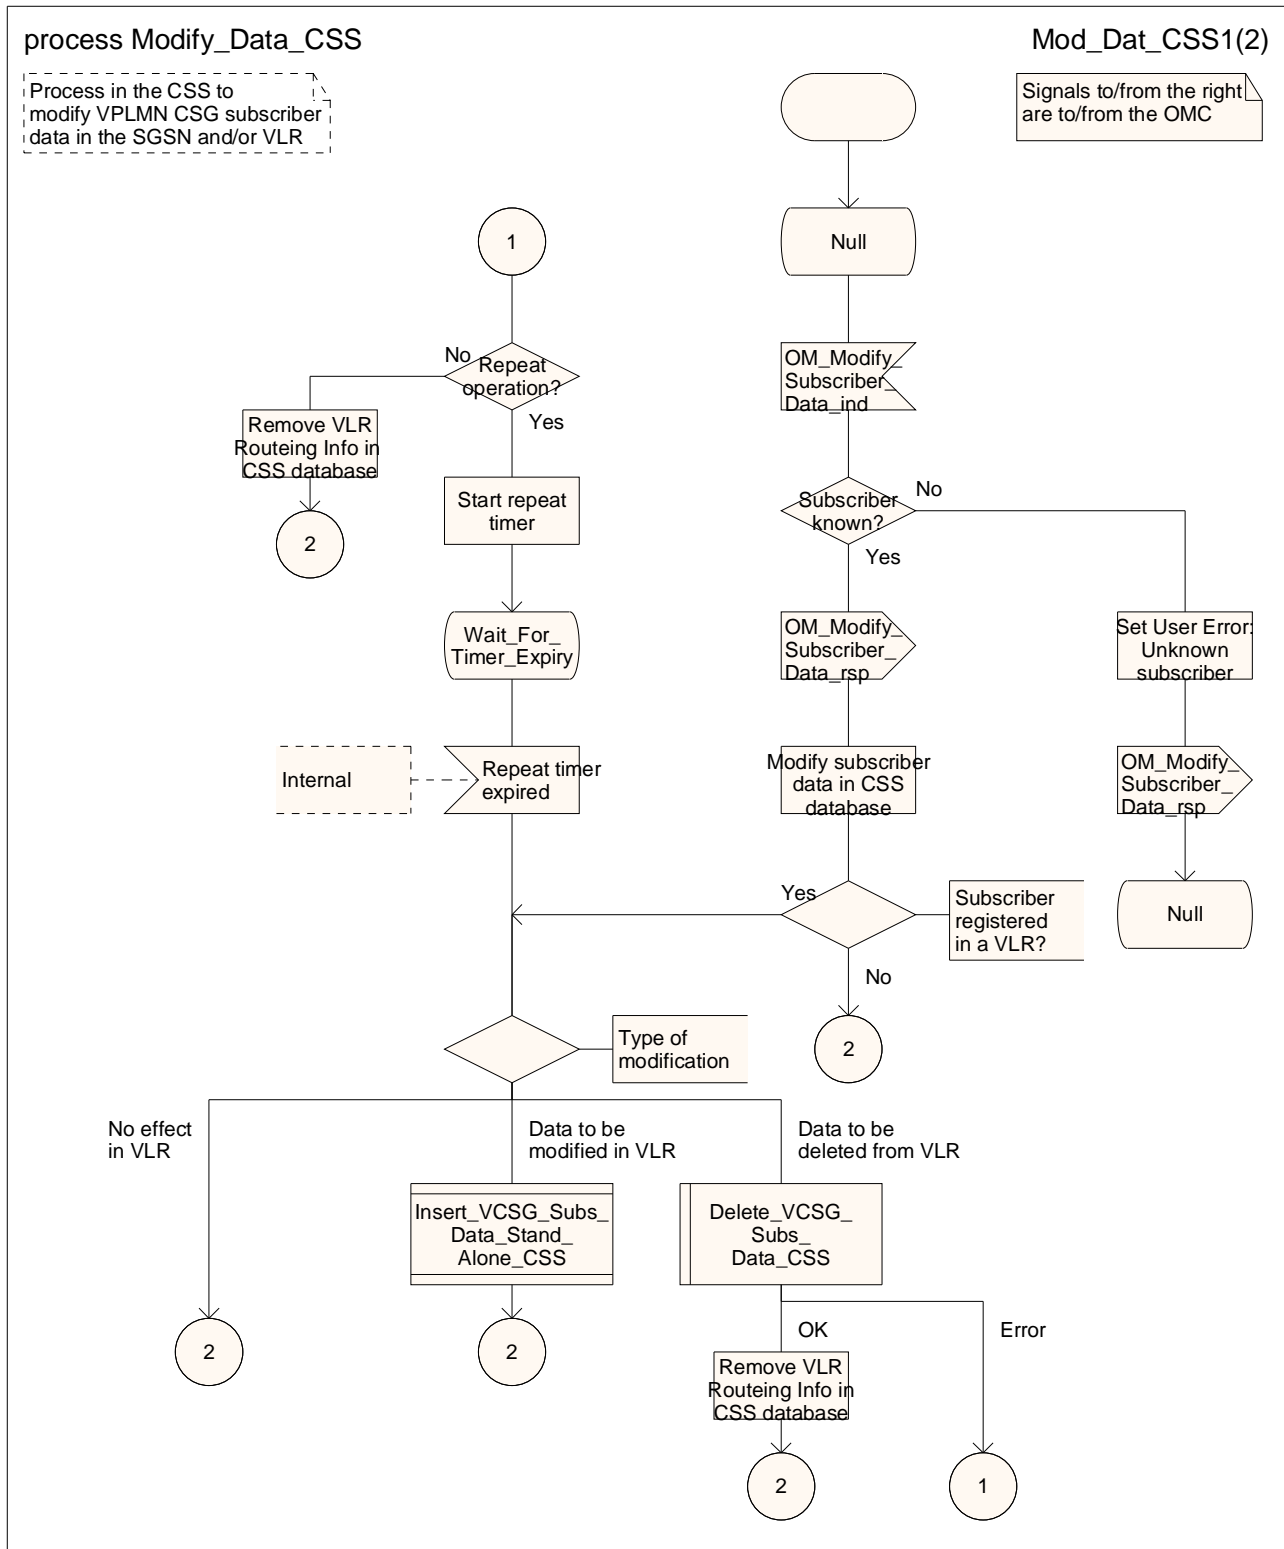 process Modify_Data_CSS
Mod_Dat_CSS1(2)
Process in the CSS to
modify VPLMN CSG subscriber
data in the SGSN and/or VLR
Signals to/from the right
are to/from the OMC
Null
1
OM_Modify_
Subscriber_
Data_ind
No
Repeat
operation?
Yes
Remove VLR
Routeing Info in
CSS database
2
Start repeat
timer
Subscriber
known?
No
Yes
Wait_For_
Timer_Expiry
OM_Modify_
Subscriber_
Data_rsp
Set User Error:
Unknown
subscriber
Internal
Repeat timer
expired
Modify subscriber
data in CSS
database
OM_Modify_
Subscriber_
Data_rsp
Yes
Subscriber
registered
in a VLR?
Null
No
2
Type of
modification
No effect
in VLR
Data to be
modified in VLR
Data to be
deleted from VLR
Insert_VCSG_Subs_
Data_Stand_
Alone_CSS
Delete_VCSG_
Subs_
Data_CSS
2
2
OK
Error
Remove VLR
Routeing Info in
CSS database
2
1